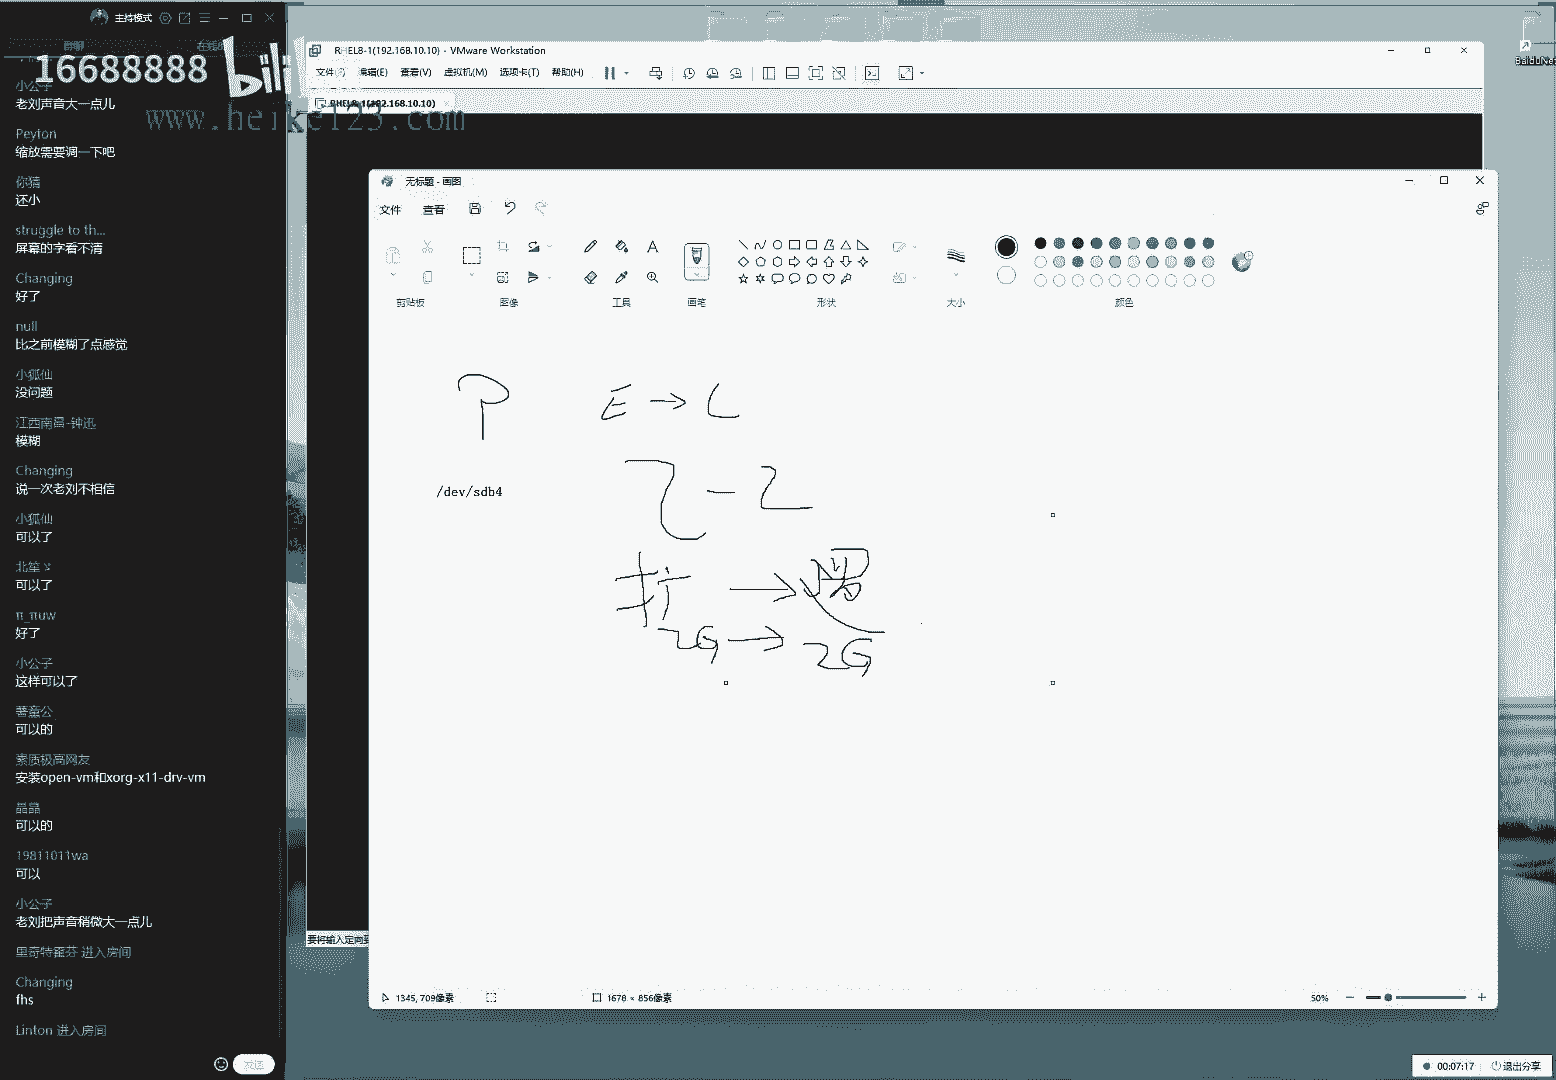 主持模式
16688888
bili
www.heike123.com
小公子
老刘声音大一点儿
Peyton
缩放需要调一下吧
你猜
还小
struggle to th...
屏幕的字看不清
Changing
好了
null
比之前模糊了点感觉
小狐仙
没问题
江西南昌-钟迅
模糊
Changing
说一次老刘不相信
小狐仙
可以了
北笙
可以了
π_πuw
好了
小公子
这样可以了
可以的
素质极高网友
安装open-vm和xorg-x11-drv-vm
晶晶
可以的
19811011wa
可以
小公子
老刘把声音稍微大一点儿
里奇特霍芬 进入房间
Changing
fhs
Linton 进入房间
发送
RHEL8-1(192.168.10.10) - VMware Workstation
文件(F) 编辑(E) 查看(V) 虚拟机(M) 选项卡(T) 帮助(H)
RHEL8-1(192.168.10.10)
要将输入定向到
无标题 - 画图
文件 查看
剪贴板 图像 工具 画笔 形状 大小 颜色
P E → L
/dev/sdb4
扩 → 逻
2G → 2G
1345, 709像素 1678 × 856像素 50%
BaiduNet
00:07:17 退出分享